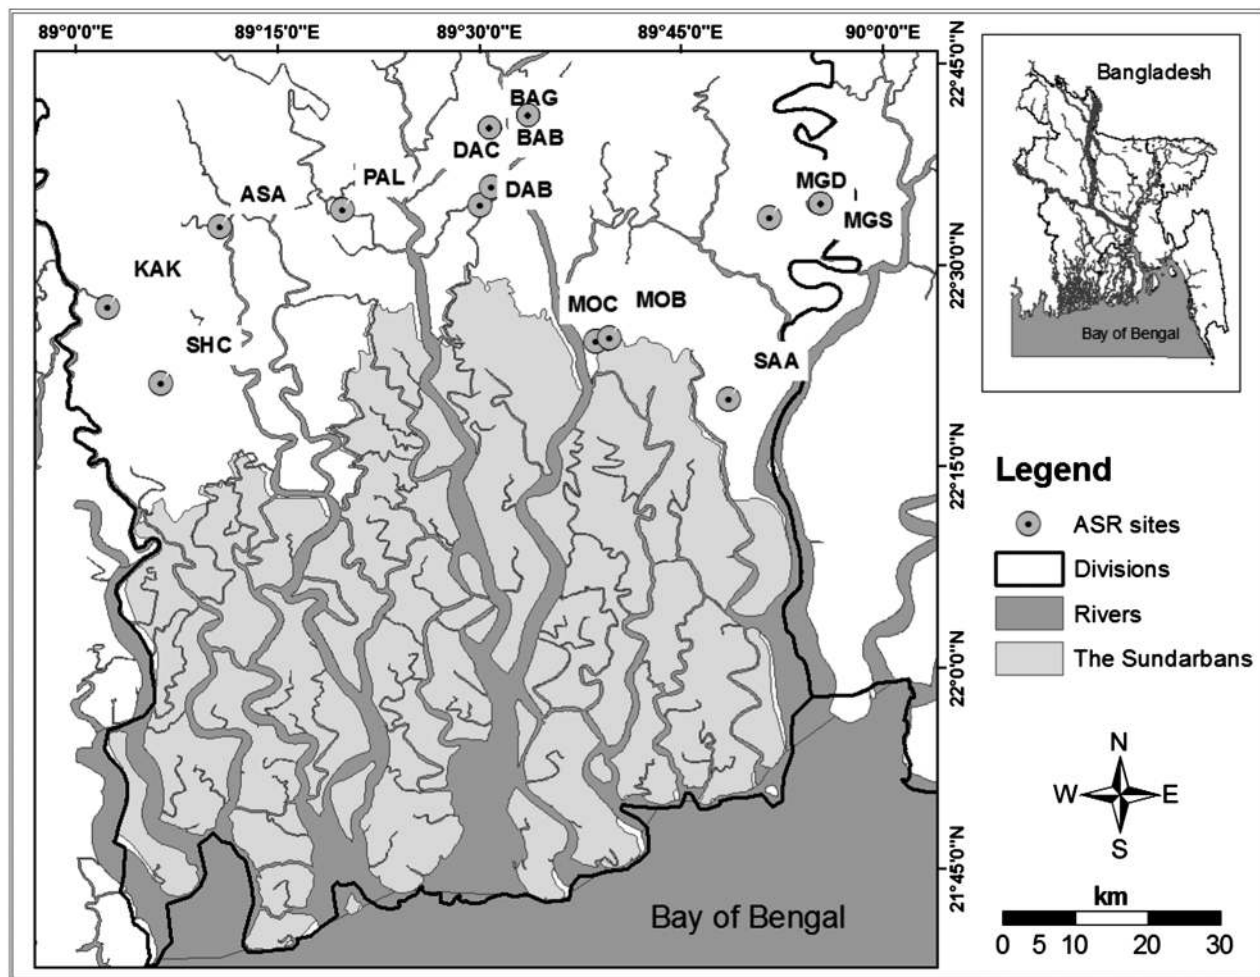 89°0'0"E 89°15'0"E 89°30'0"E 89°45'0"E 90°0'0"E
22°45'0"N
22°30'0"N
22°15'0"N
22°0'0"N
21°45'0"N
BAG
BAB
DAC
PAL
ASA
DAB
MGD
MGS
KAK
MOC
MOB
SHC
SAA
Bay of Bengal
Bangladesh
Bay of Bengal
Legend
ASR sites
Divisions
Rivers
The Sundarbans
N
W E
S
km
0 5 10 20 30